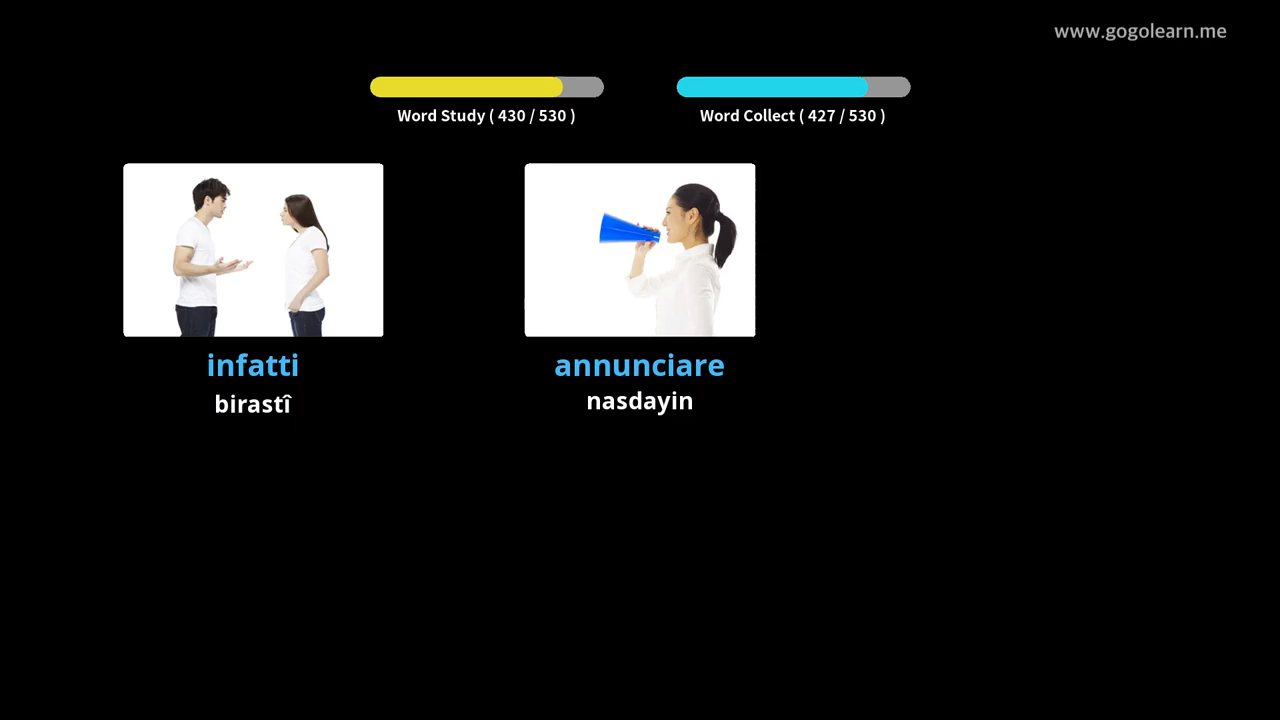 www.gogolearn.me
Word Study ( 430 / 530 )
Word Collect ( 427 / 530 )
infatti
birastî
annunciare
nasdayin